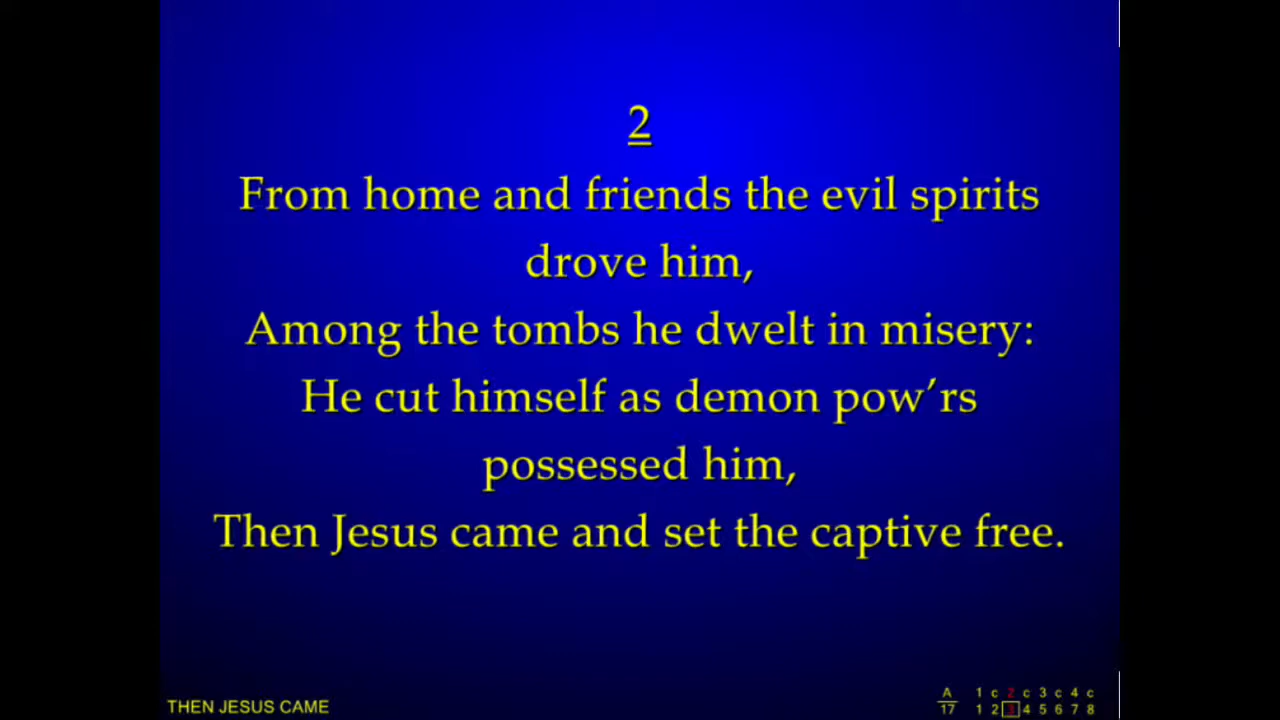 2
From home and friends the evil spirits
drove him,
Among the tombs he dwelt in misery:
He cut himself as demon pow’rs
possessed him,
Then Jesus came and set the captive free.
THEN JESUS CAME
A 1 c 2 c 3 c 4 c
17 1 2 3 4 5 6 7 8